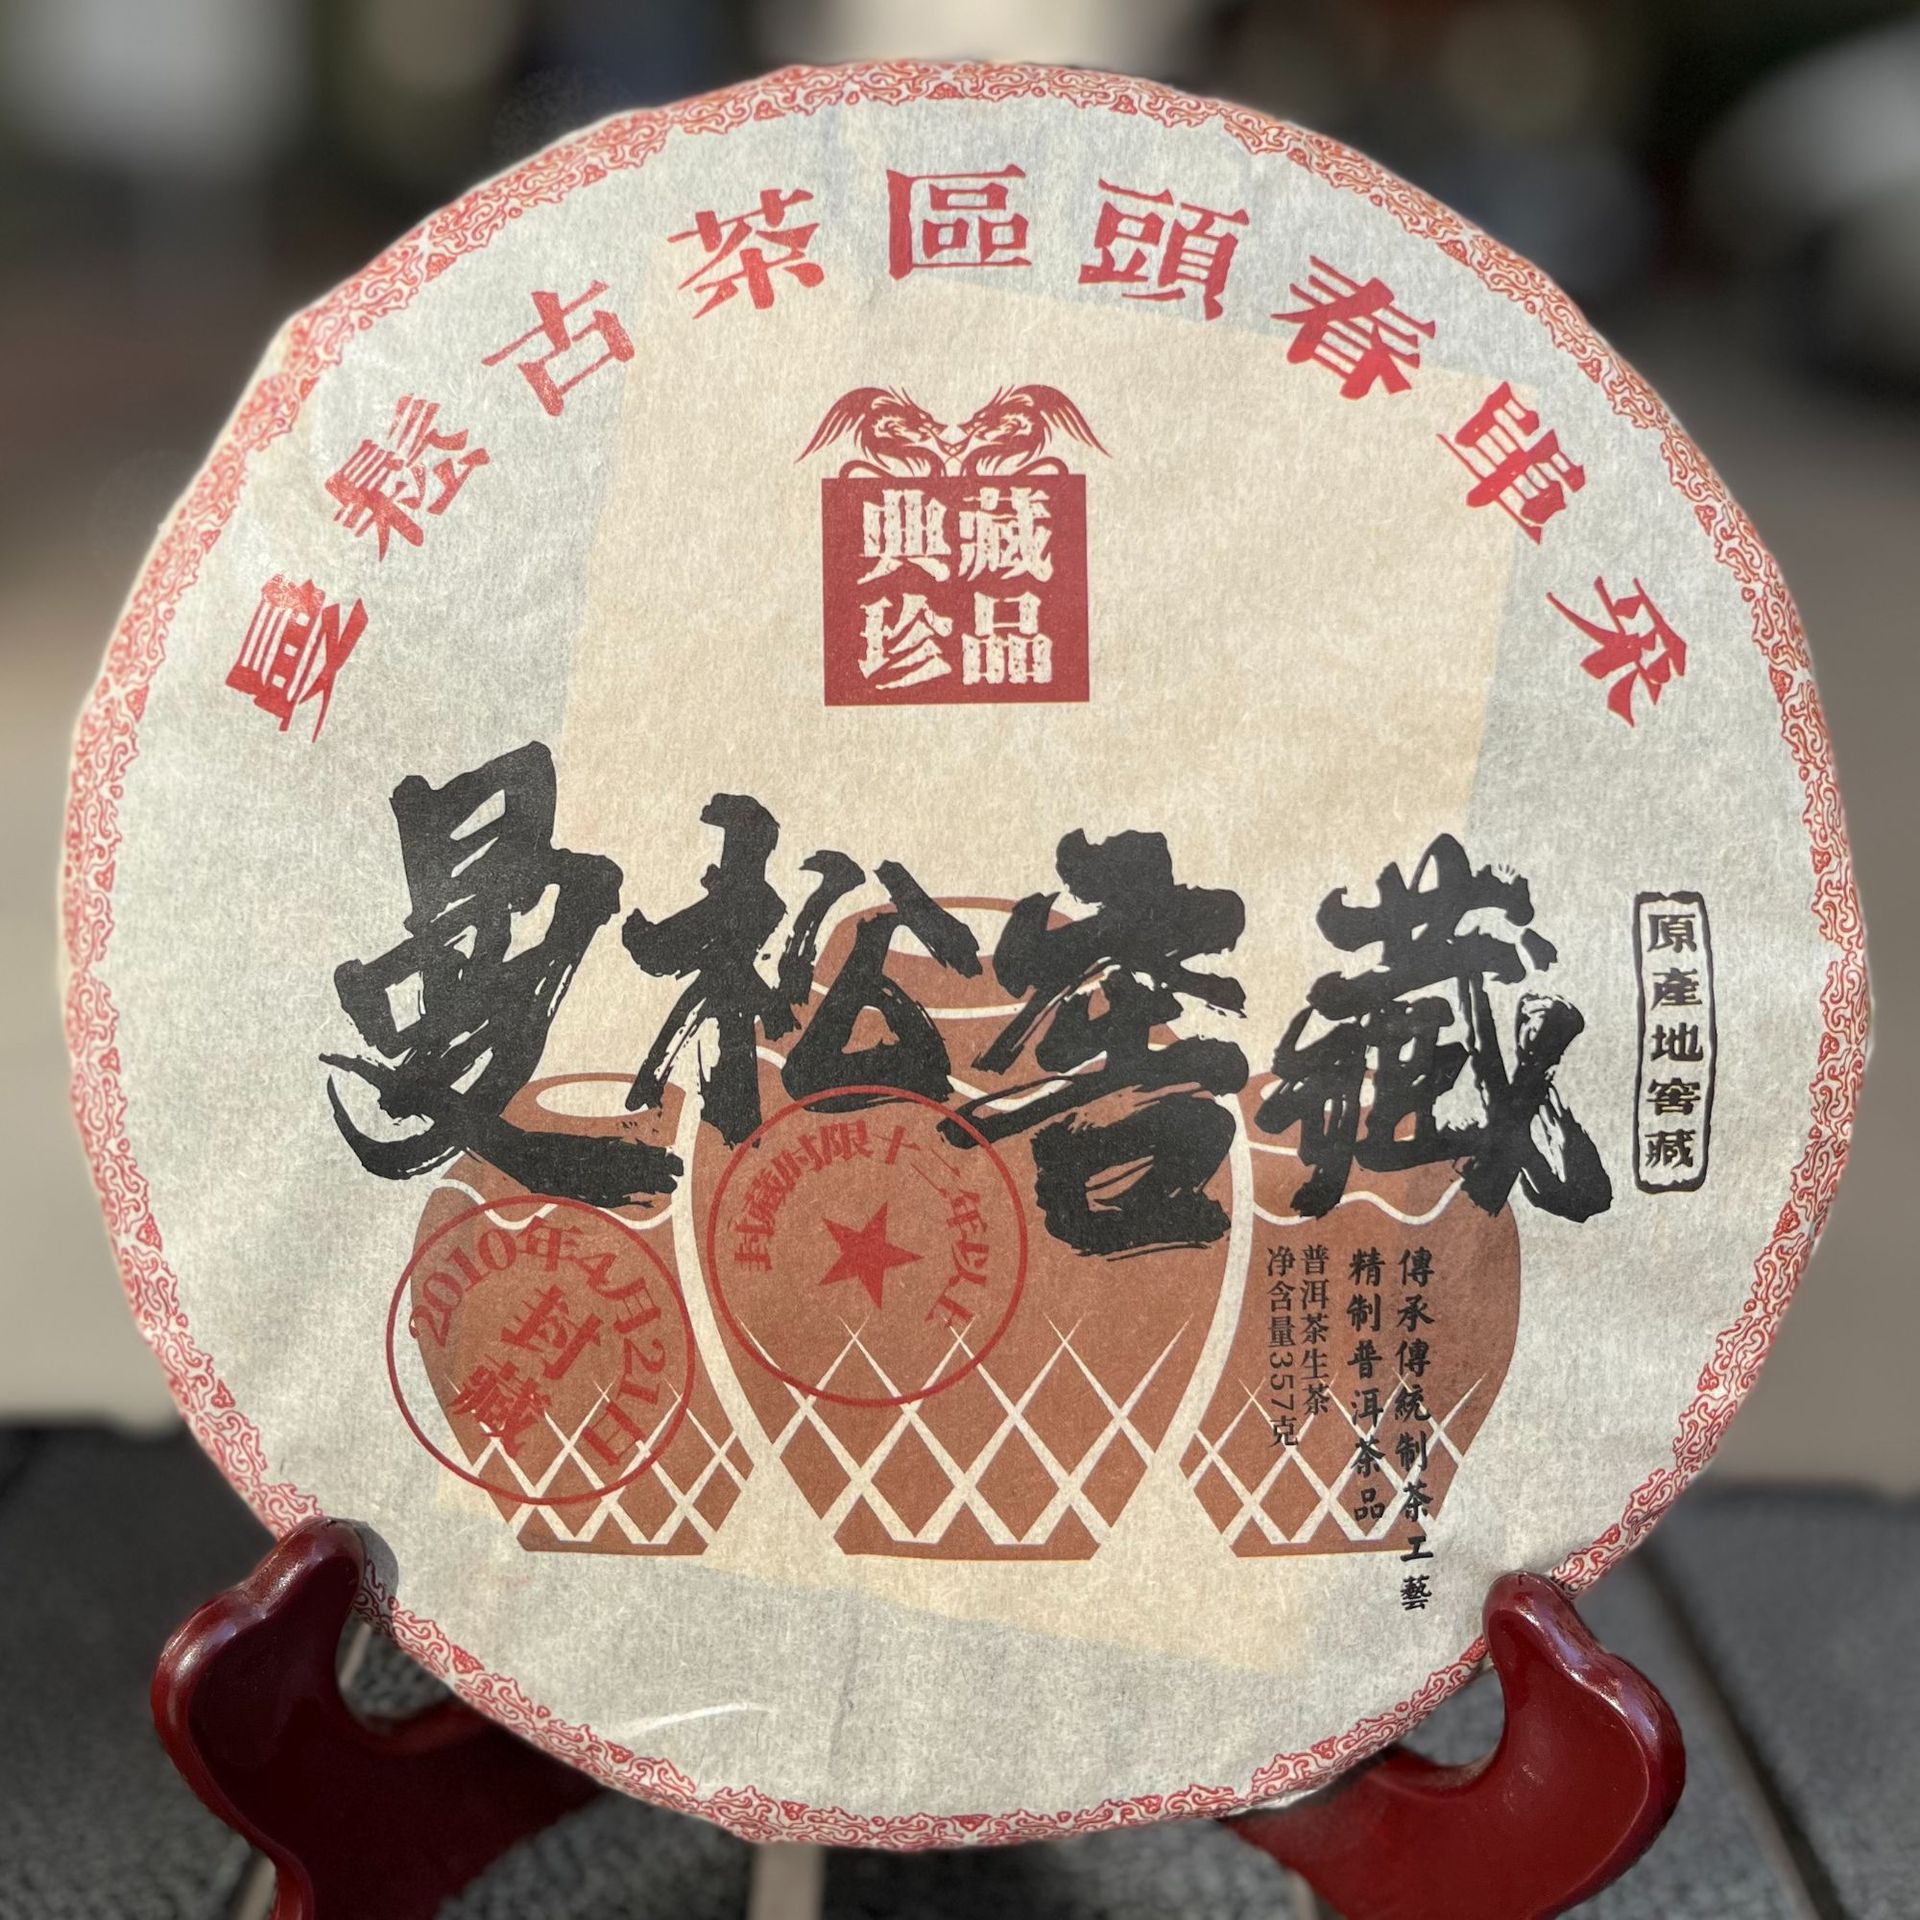 曼鬆古茶區頭春單采
典藏
珍品
曼松窖藏
原產地窖藏
封藏时限十二年以上
2010年4月21日
封藏
傳承傳統制茶工藝
精制普洱茶品
普洱茶生茶
净含量357克